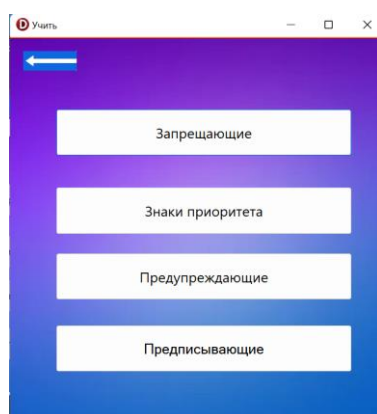 Учить
Запрещающие
Знаки приоритета
Предупреждающие
Предписывающие